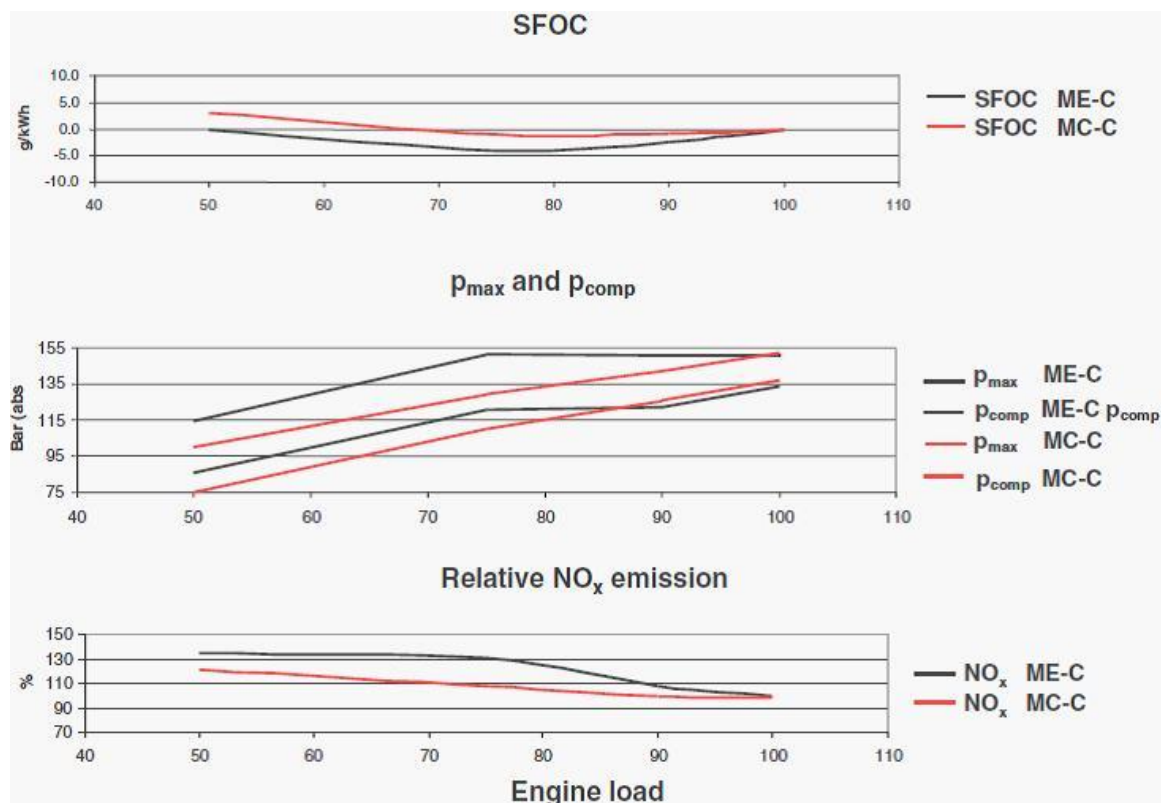 SFOC
10.0
5.0
0.0
-5.0
-10.0
g/kWh
40 50 60 70 80 90 100 110
SFOC ME-C
SFOC MC-C
pmax and pcomp
155
135
115
95
75
Bar (abs
40 50 60 70 80 90 100 110
pmax ME-C
pcomp ME-C pcomp
pmax MC-C
pcomp MC-C
Relative NOx emission
150
130
110
90
70
%
40 50 60 70 80 90 100 110
NOx ME-C
NOx MC-C
Engine load